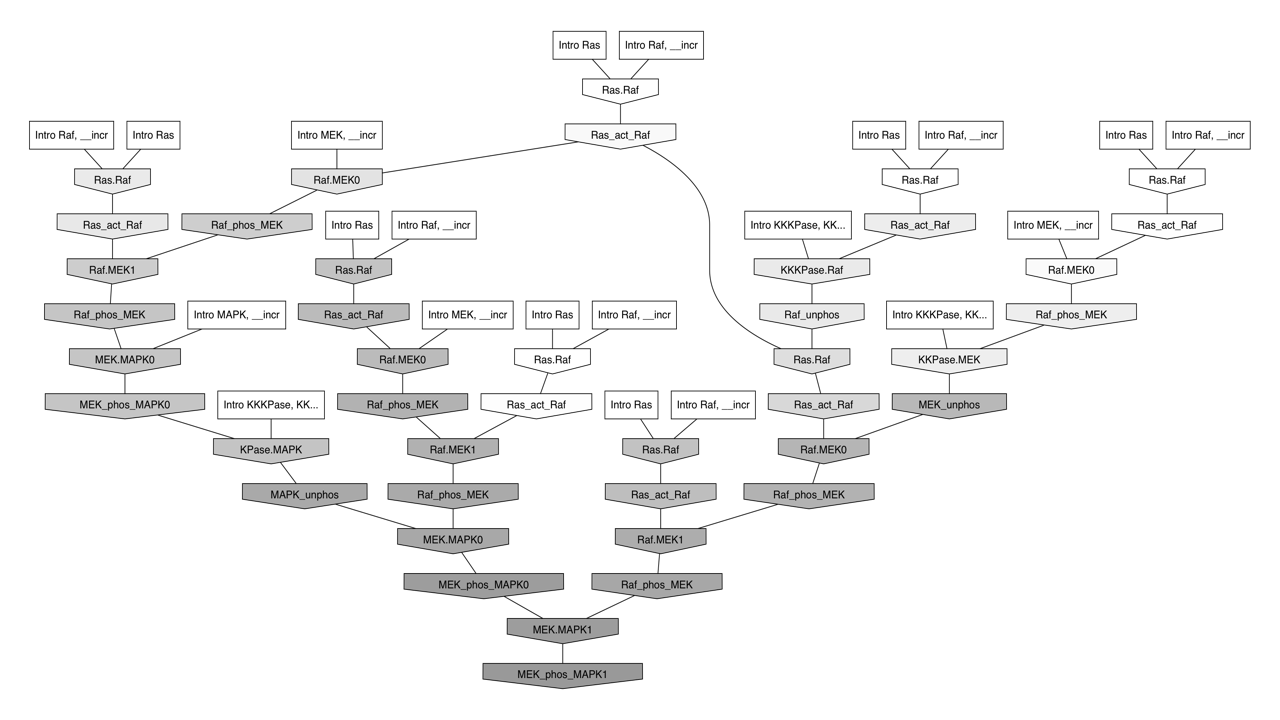 Intro Ras
Intro Raf, __incr
Ras.Raf
Ras_act_Raf
Intro Raf, __incr
Intro Ras
Intro MEK, __incr
Intro Ras
Intro Raf, __incr
Intro Ras
Intro Raf, __incr
Ras.Raf
Raf.MEK0
Ras.Raf
Ras.Raf
Ras_act_Raf
Raf_phos_MEK
Intro Ras
Intro Raf, __incr
Intro KKKPase, KK...
Ras_act_Raf
Intro MEK, __incr
Ras_act_Raf
Raf.MEK1
Ras.Raf
KKKPase.Raf
Raf.MEK0
Raf_phos_MEK
Intro MAPK, __incr
Ras_act_Raf
Intro MEK, __incr
Intro Ras
Intro Raf, __incr
Raf_unphos
Intro KKKPase, KK...
Raf_phos_MEK
MEK.MAPK0
Raf.MEK0
Ras.Raf
Ras.Raf
KKPase.MEK
MEK_phos_MAPK0
Intro KKKPase, KK...
Raf_phos_MEK
Ras_act_Raf
Intro Ras
Intro Raf, __incr
Ras_act_Raf
MEK_unphos
KPase.MAPK
Raf.MEK1
Ras.Raf
Raf.MEK0
MAPK_unphos
Raf_phos_MEK
Ras_act_Raf
Raf_phos_MEK
MEK.MAPK0
Raf.MEK1
MEK_phos_MAPK0
Raf_phos_MEK
MEK.MAPK1
MEK_phos_MAPK1